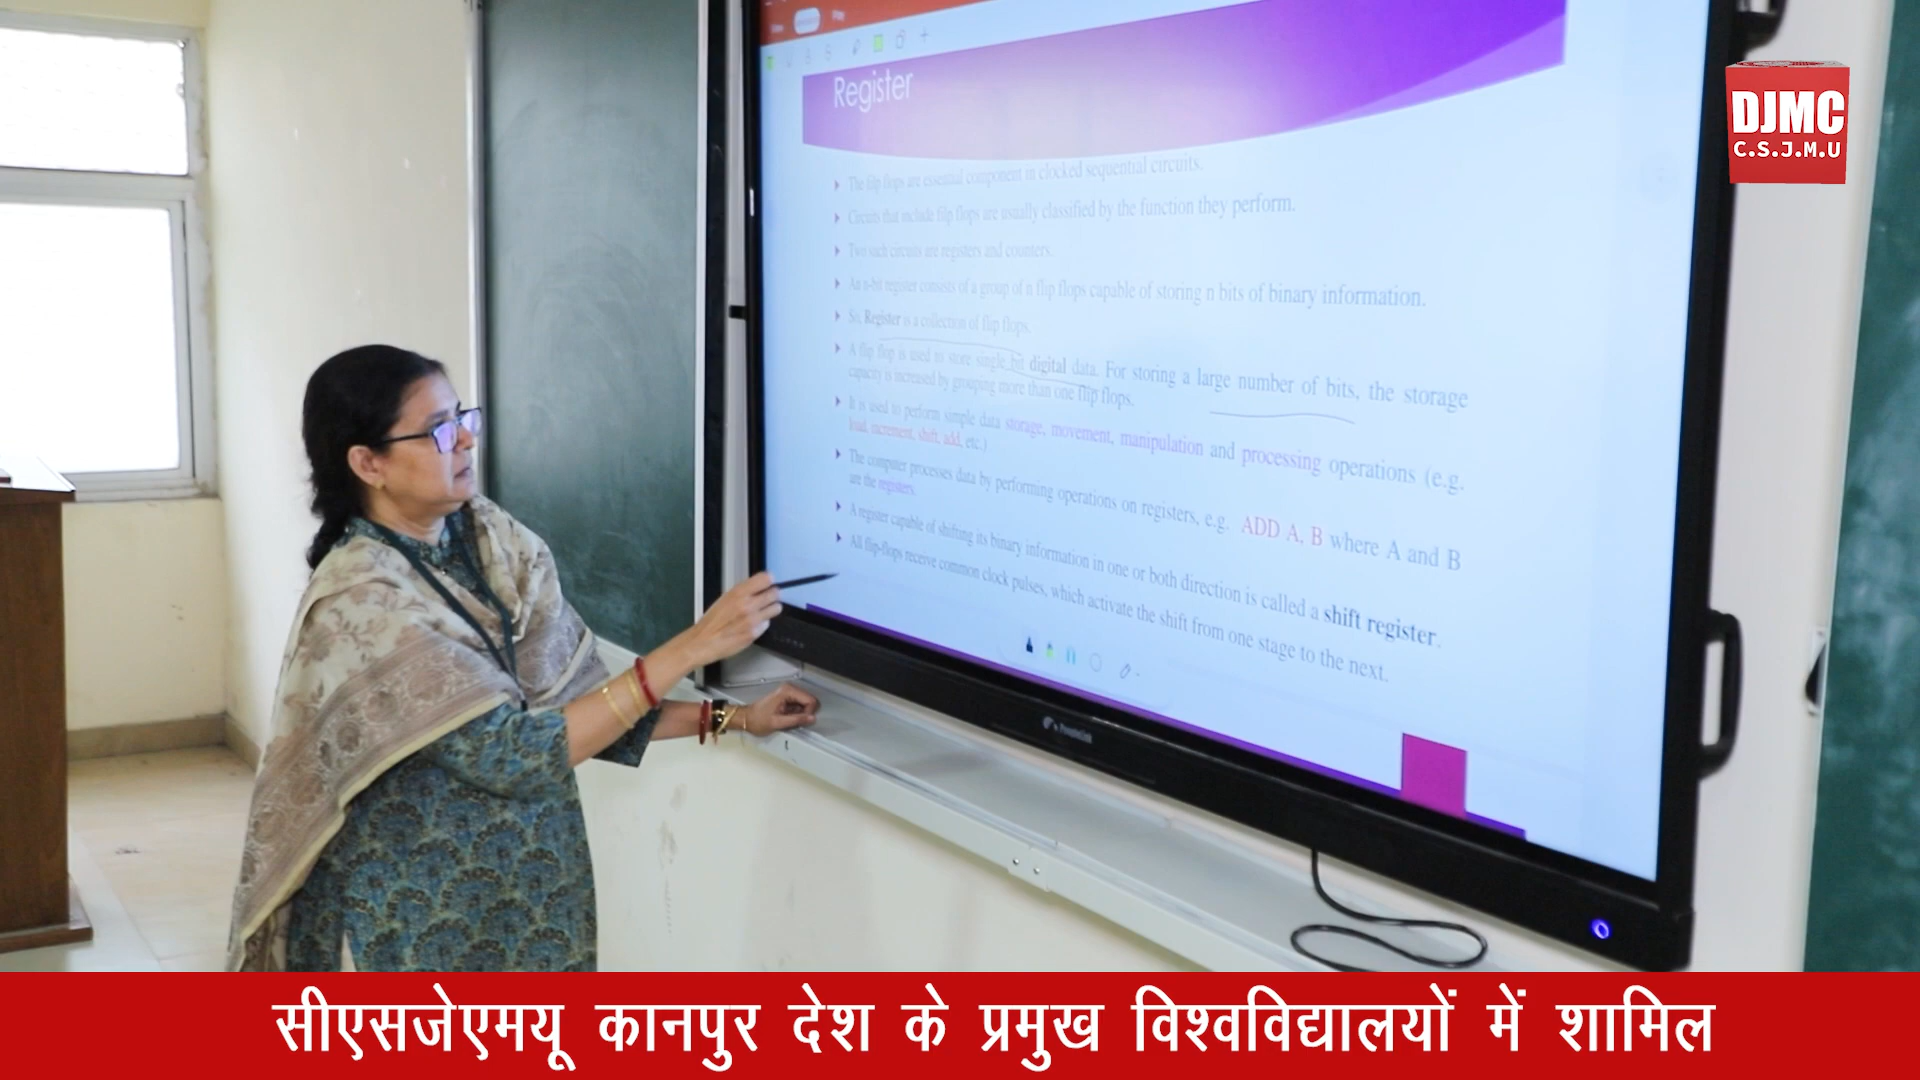 DJMC
C.S.J.M.U
Register
The filp flops are essential component in clocked sequential circuits.
Circuits that include filp flops are usually classified by the function they perform.
Two such circuits are registers and counters.
An n-bit register consists of a group of n flip flops capable of storing n bits of binary information.
So, Register is a collection of flip flops.
A flip flop is used to store single bit digital data. For storing a large number of bits, the storage
capacity is increased by grouping more than one flip flops.
It is used to perform simple data storage, movement, manipulation and processing operations (e.g.
load, increment, shift, add, etc.)
The computer processes data by performing operations on registers, e.g. ADD A, B where A and B
are the registers.
A register capable of shifting its binary information in one or both direction is called a shift register.
All flip-flops receive common clock pulses, which activate the shift from one stage to the next.
सीएसजेएमयू कानपुर देश के प्रमुख विश्वविद्यालयों में शामिल